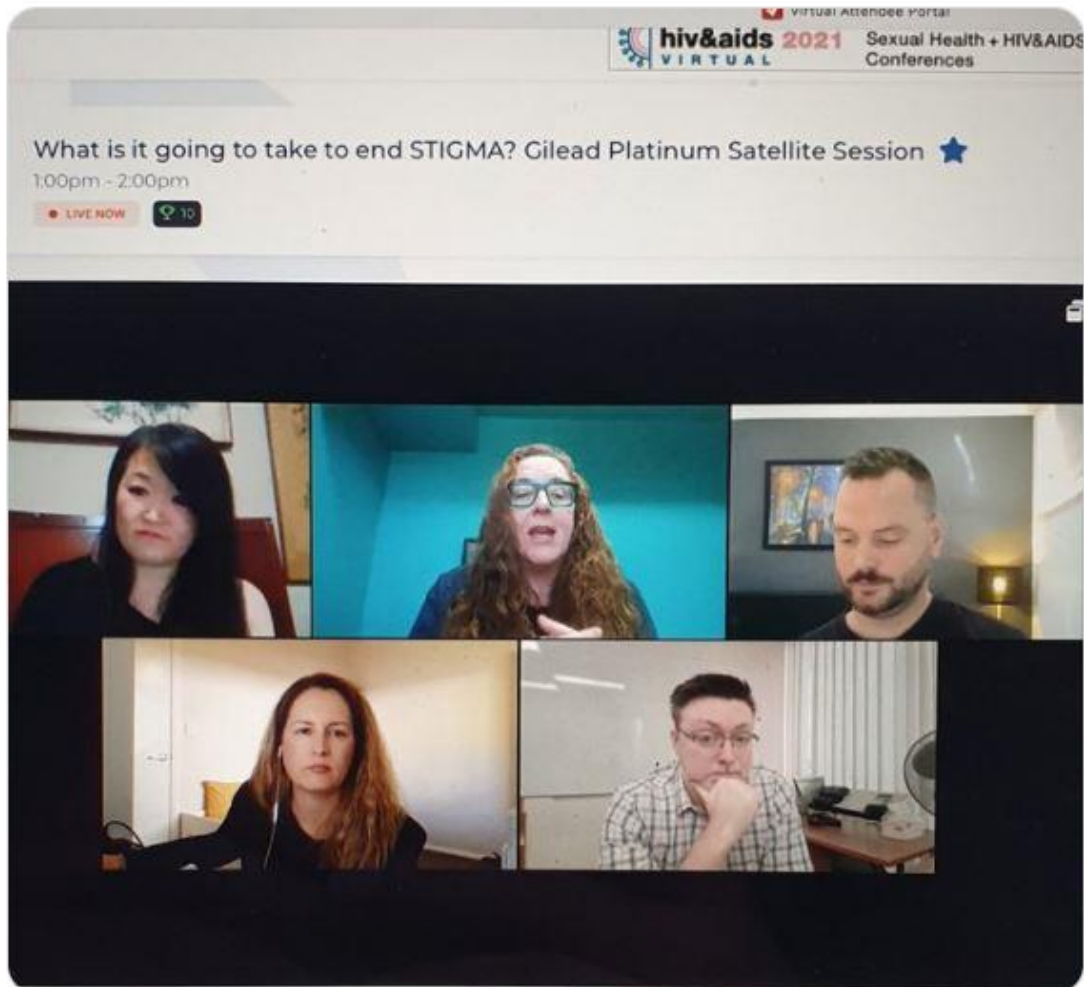 Virtual Attendee Portal
hiv&aids 2021
VIRTUAL
Sexual Health + HIV&AIDS
Conferences
What is it going to take to end STIGMA? Gilead Platinum Satellite Session
1:00pm - 2:00pm
LIVE NOW
10